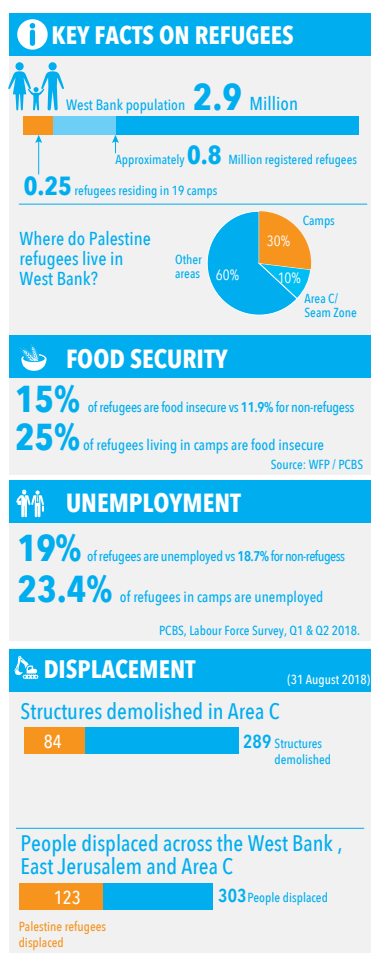 KEY FACTS ON REFUGEES
West Bank population 2.9 Million
Approximately 0.8 Million registered refugees
0.25 refugees residing in 19 camps
Where do Palestine
refugees live in
West Bank?
Camps
30%
Other
areas
60%
10%
Area C/
Seam Zone
FOOD SECURITY
15% of refugees are food insecure vs 11.9% for non-refugess
25% of refugees living in camps are food insecure
Source: WFP / PCBS
UNEMPLOYMENT
19% of refugees are unemployed vs 18.7% for non-refugess
23.4% of refugees in camps are unemployed
PCBS, Labour Force Survey, Q1 & Q2 2018.
DISPLACEMENT
(31 August 2018)
Structures demolished in Area C
84
289 Structures
demolished
People displaced across the West Bank ,
East Jerusalem and Area C
123
303 People displaced
Palestine refugees
displaced